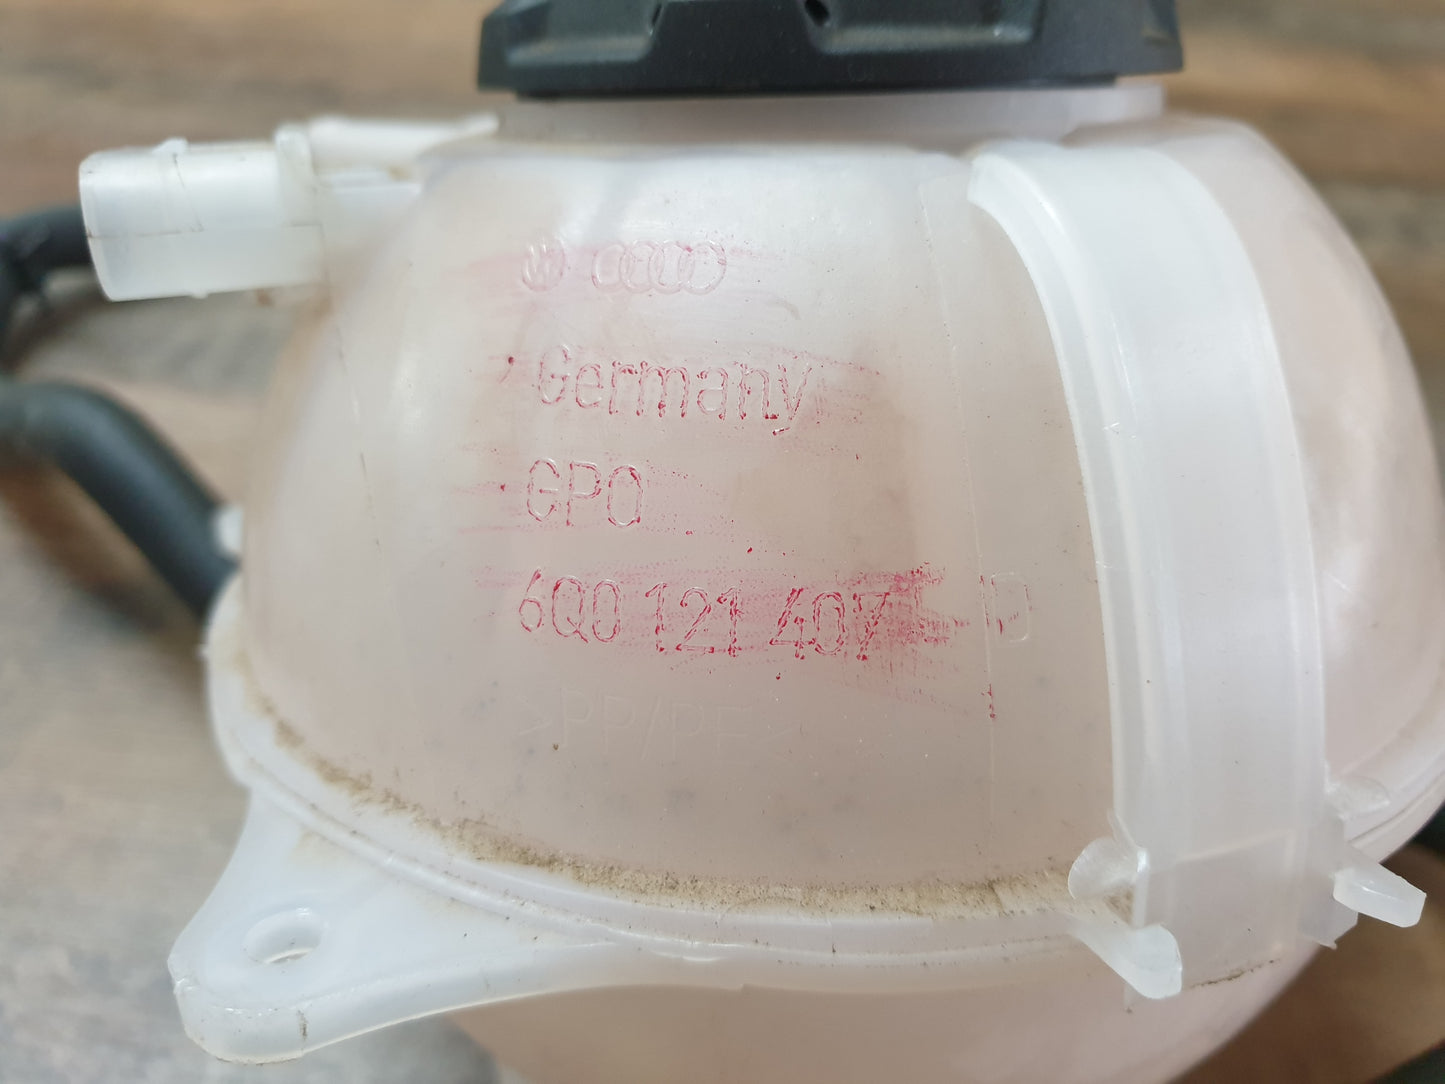 Germany
GPO
6Q0 121 407 D
>PP/PE<